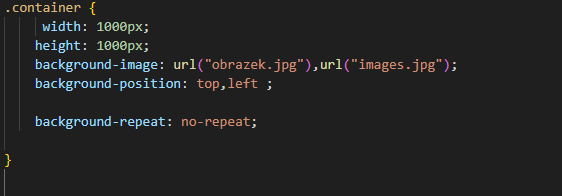 .container {
width: 1000px;
height: 1000px;
background-image: url("obrazek.jpg"),url("images.jpg");
background-position: top,left ;
background-repeat: no-repeat;
}